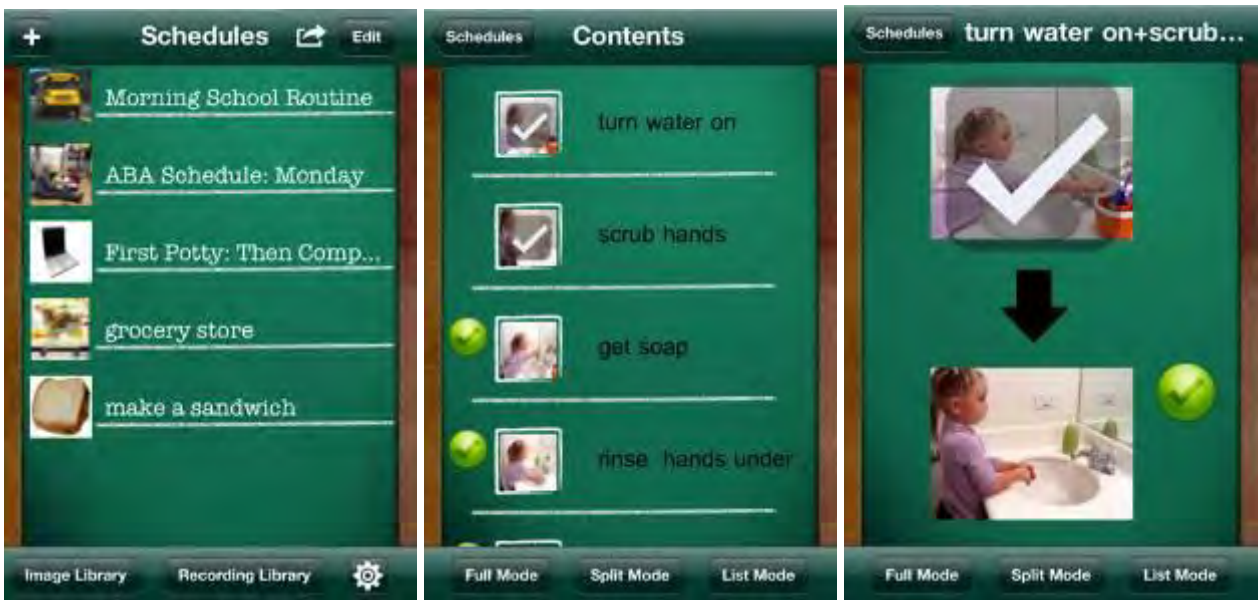 + Schedules Edit
Morning School Routine
ABA Schedule: Monday
First Potty: Then Comp...
grocery store
make a sandwich
Image Library Recording Library
Schedules Contents
turn water on
scrub hands
get soap
rinse hands under
Full Mode Split Mode List Mode
Schedules turn water on+scrub...
Full Mode Split Mode List Mode